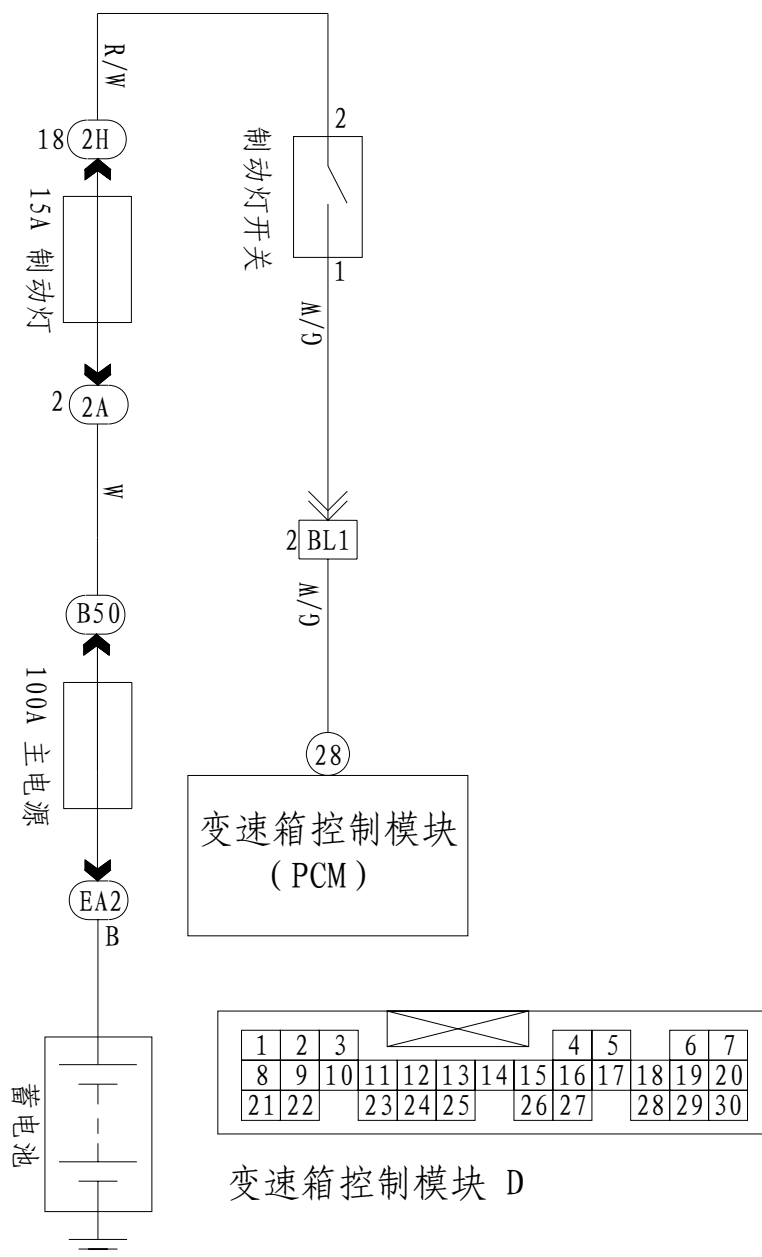 R/W
18 2H
15A 制动灯
2 2A
W
B50
100A 主电源
EA2
B
蓄电池
2
制动灯开关
1
G/W
2 BL1
G/W
28
变速箱控制模块
(PCM)
1 2 3 4 5 6 7
8 9 10 11 12 13 14 15 16 17 18 19 20
21 22 23 24 25 26 27 28 29 30
变速箱控制模块 D